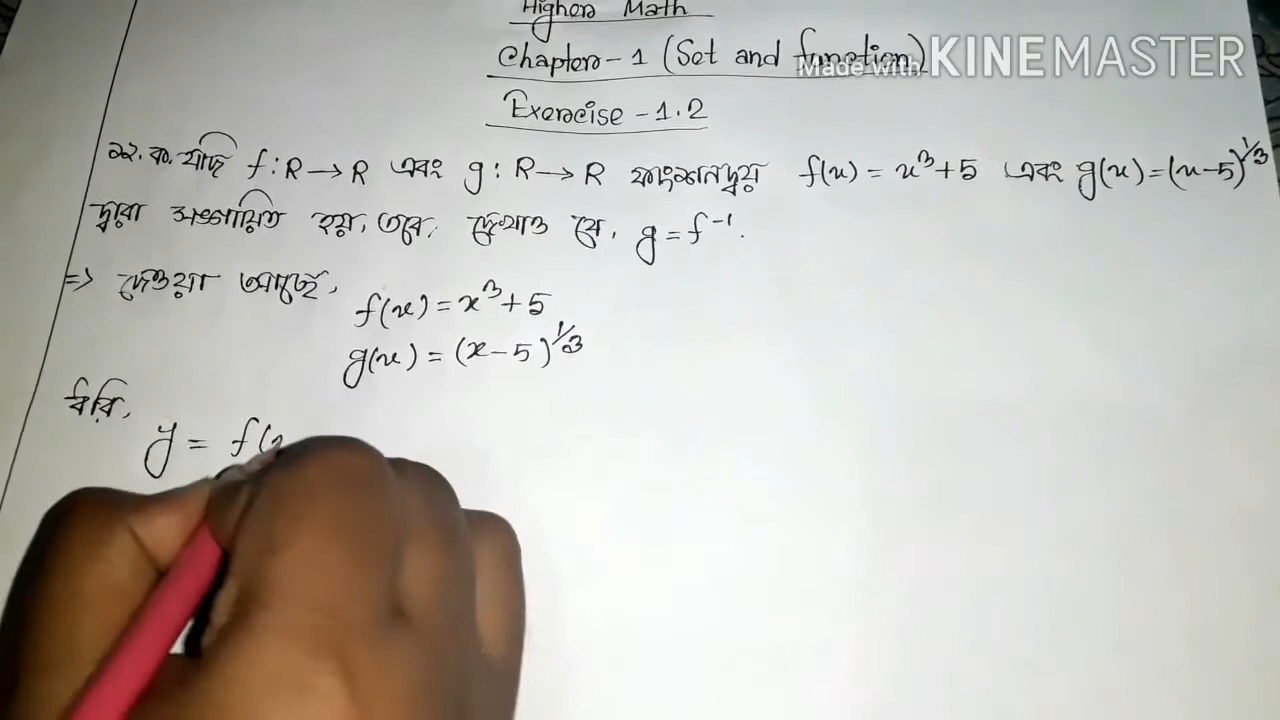 Higher Math
Chapter - 1 (Set and function)
Made with KINEMASTER
Exercise - 1.2
১২. ক. যদি f : R → R এবং g : R → R ফাংশনদ্বয় f(x) = x³ + 5 এবং g(x) = (x - 5)^1/3
দ্বারা সংজ্ঞায়িত হয়, তবে, দেখাও যে, g = f⁻¹.
⇒ দেওয়া আছে, f(x) = x³ + 5
g(x) = (x - 5)^1/3
ধরি,
y = f(x